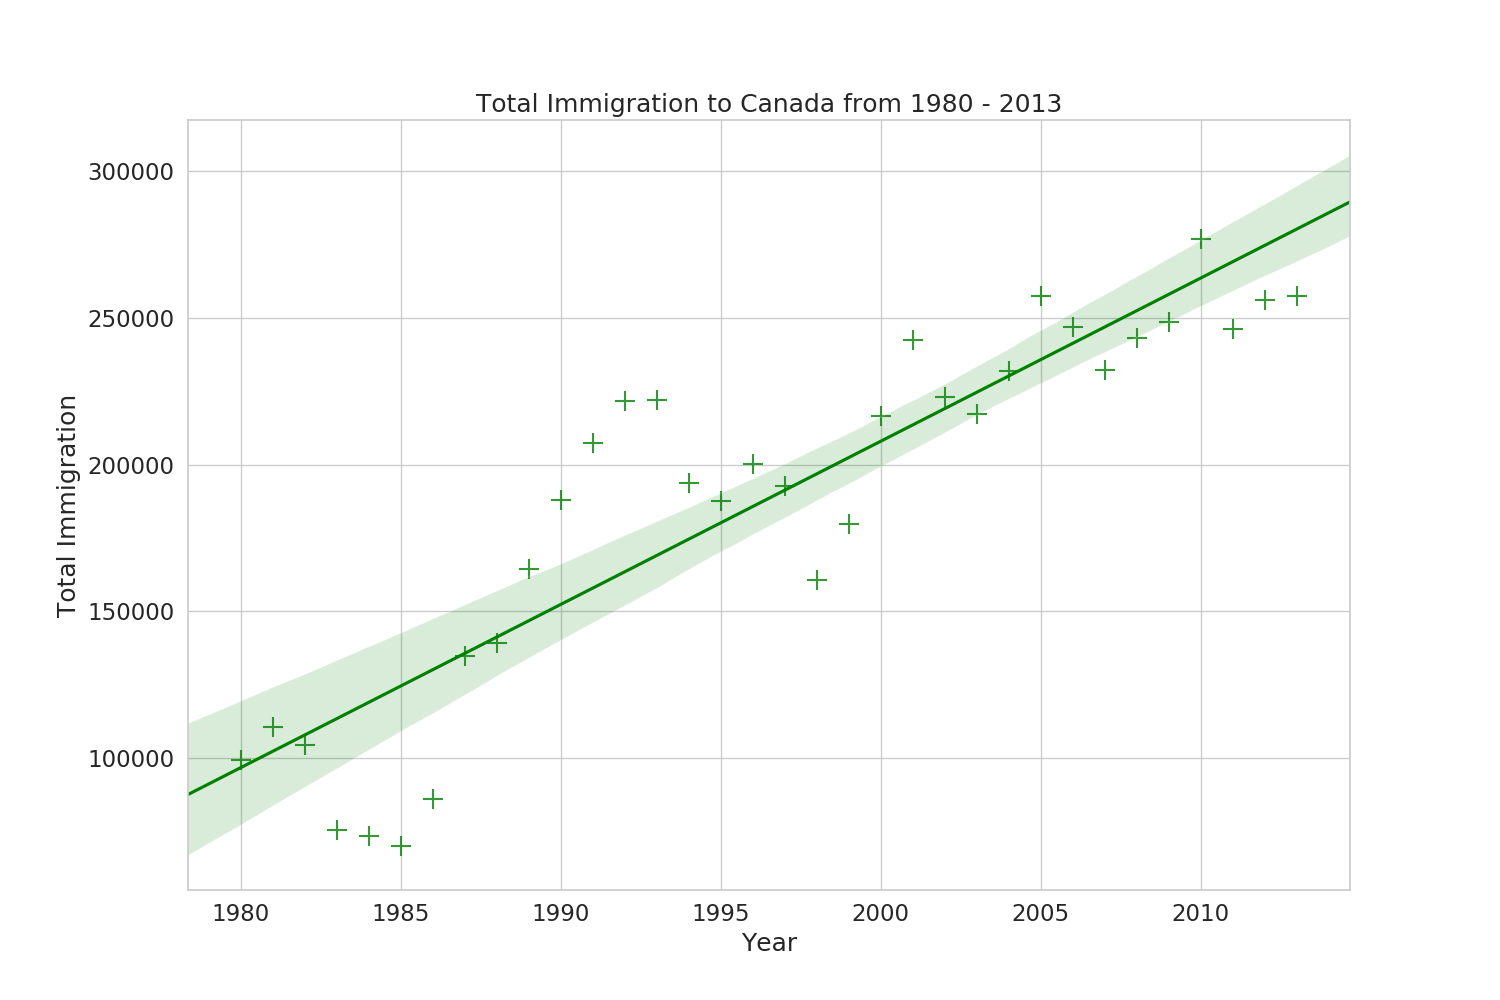 Total Immigration to Canada from 1980 - 2013
300000
250000
200000
150000
100000
Total Immigration
1980 1985 1990 1995 2000 2005 2010
Year